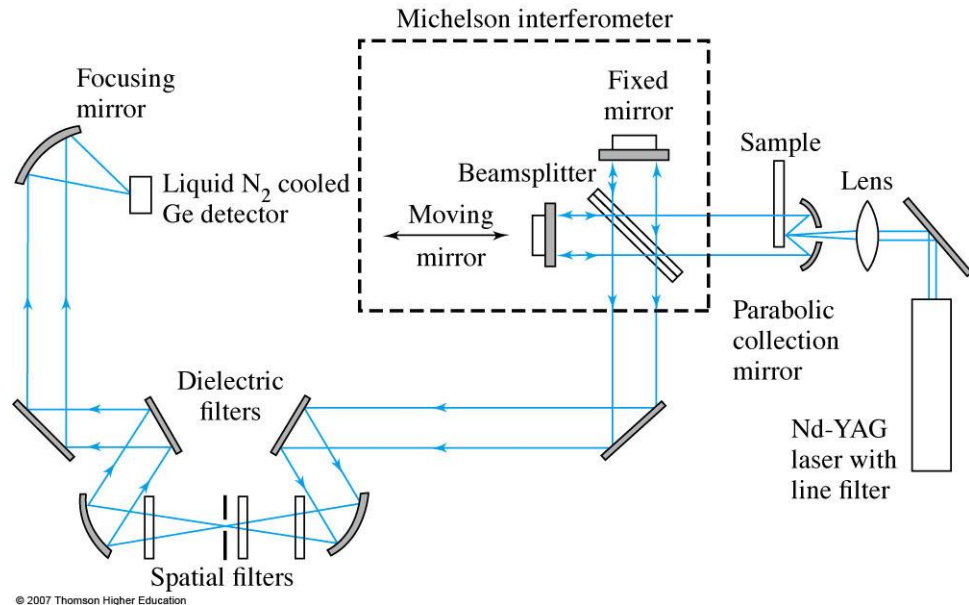 Michelson interferometer
Focusing
mirror
Fixed
mirror
Sample
Beamsplitter
Lens
Liquid N₂ cooled
Ge detector
Moving
mirror
Parabolic
collection
mirror
Dielectric
filters
Nd-YAG
laser with
line filter
Spatial filters
© 2007 Thomson Higher Education